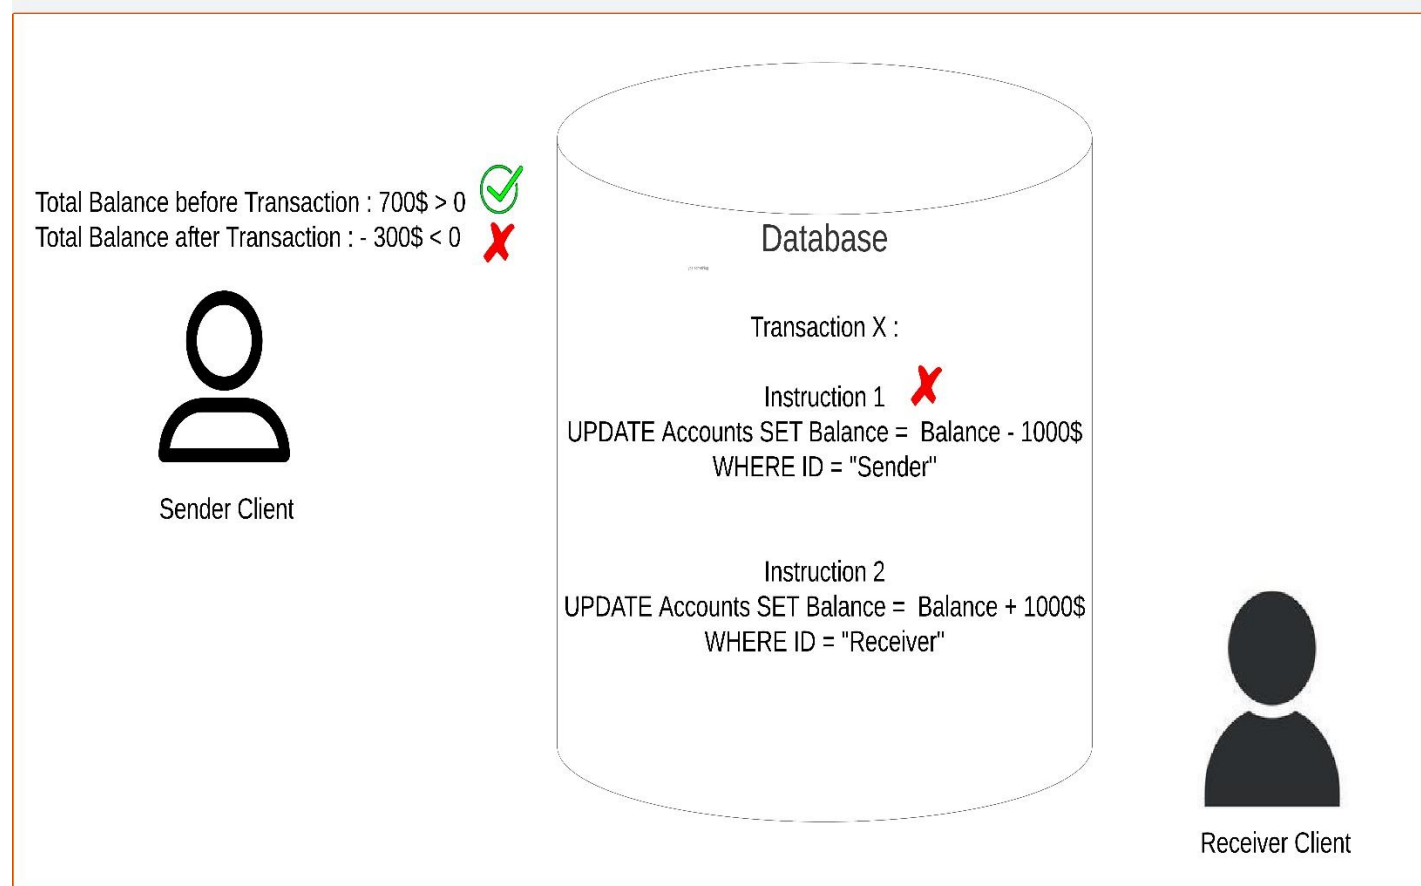 Total Balance before Transaction : 700$ > 0
Total Balance after Transaction : - 300$ < 0
Sender Client
Database
Transaction X :
Instruction 1
UPDATE Accounts SET Balance =  Balance - 1000$
WHERE ID = "Sender"
Instruction 2
UPDATE Accounts SET Balance =  Balance + 1000$
WHERE ID = "Receiver"
Receiver Client